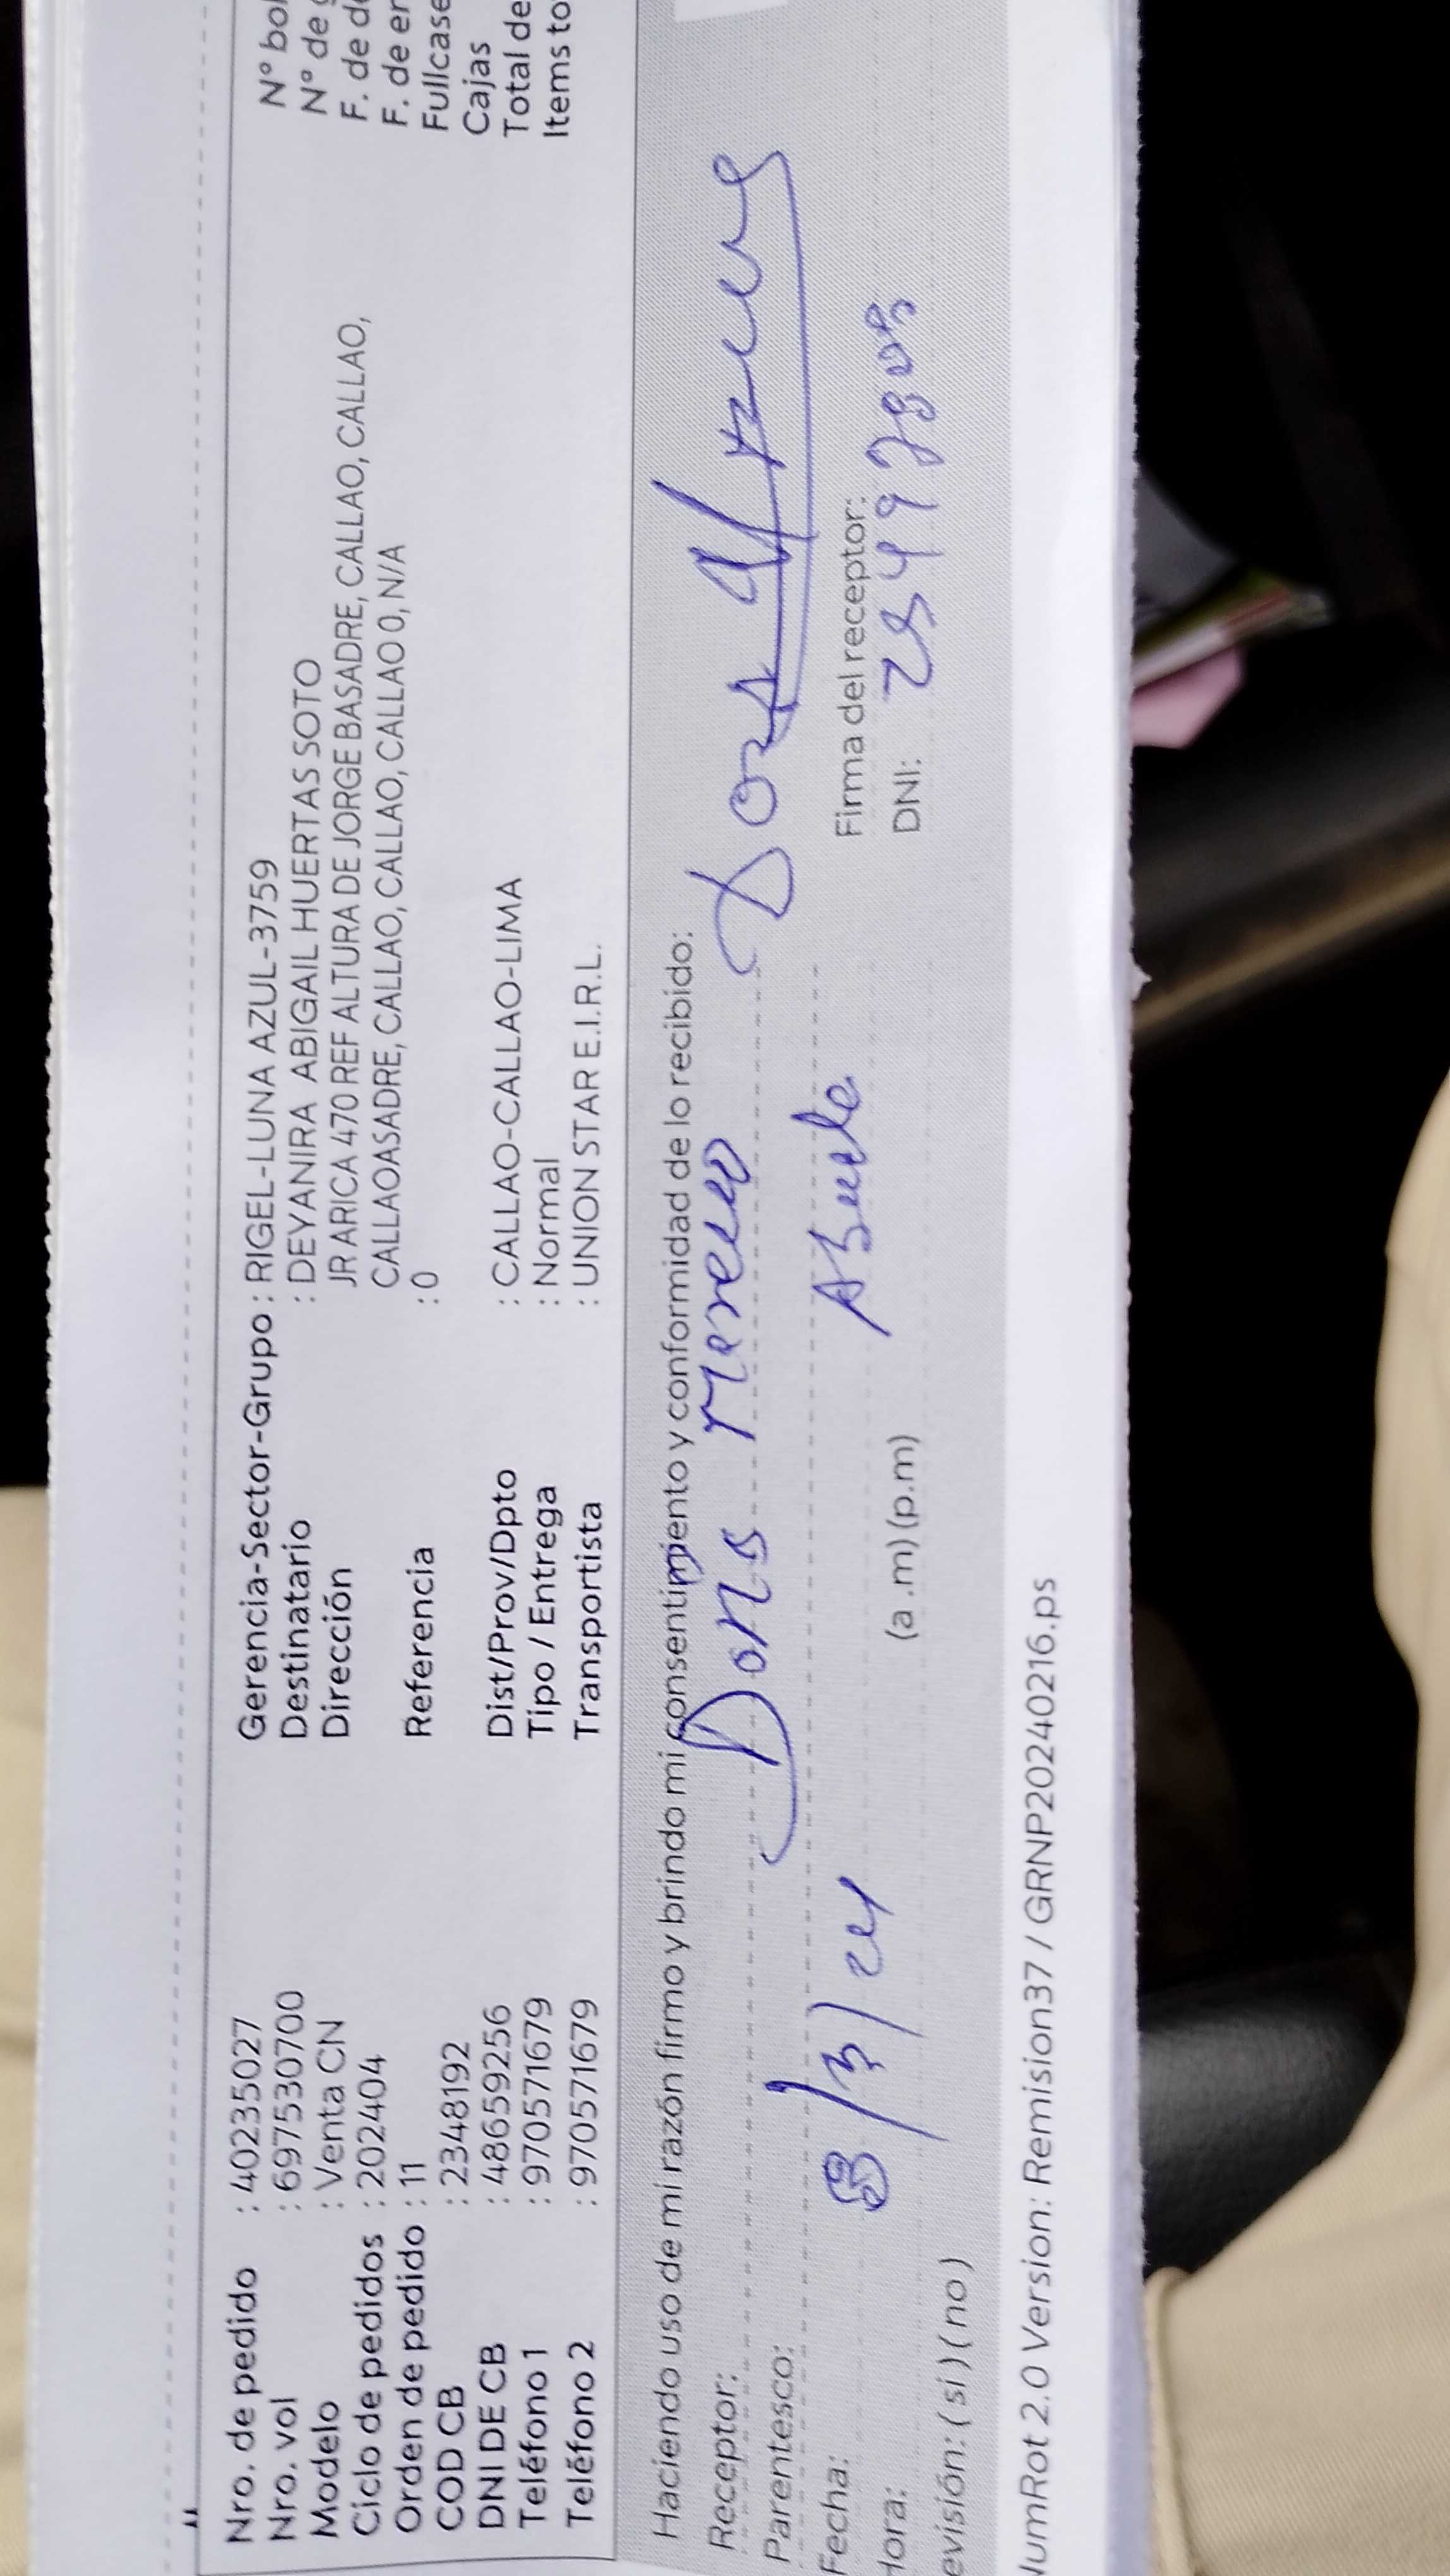 Nro. de pedido : 40235027 Gerencia-Sector-Grupo : RIGEL-LUNA AZUL-3759 N° bol
Nro. vol : 697530700 Destinatario : DEYANIRA ABIGAIL HUERTAS SOTO N° de
Modelo : Venta CN Dirección JR ARICA 470 REF ALTURA DE JORGE BASADRE, CALLAO, CALLAO, F. de de
Ciclo de pedidos : 202404 CALLAOASADRE, CALLAO, CALLAO, CALLAO, CALLAO 0, N/A F. de en
Orden de pedido : 11 Referencia : 0 Fullcase
COD CB : 2348192 Cajas
DNI DE CB : 48659256 Dist/Prov/Dpto : CALLAO-CALLAO-LIMA Total de
Teléfono 1 : 970571679 Tipo / Entrega : Normal Items to
Teléfono 2 : 970571679 Transportista : UNION STAR E.I.R.L.
Haciendo uso de mi razón firmo y brindo mi consentimiento y conformidad de lo recibido:
Receptor:
Parentesco: Abuela
Fecha: 8/3/24 Firma del receptor:
Hora: (a .m) (p.m) DNI:
evisión: (si) (no)
NumRot 2.0 Version: Remision37 / GRNP20240216.ps